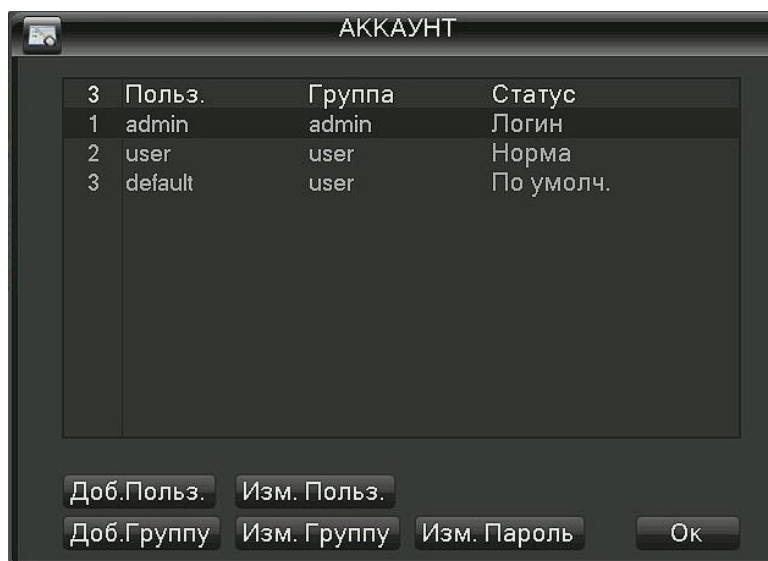 АККАУНТ
3 Польз. Группа Статус
1 admin admin Логин
2 user user Норма
3 default user По умолч.
Доб.Польз. Изм. Польз.
Доб.Группу Изм. Группу Изм. Пароль Ок